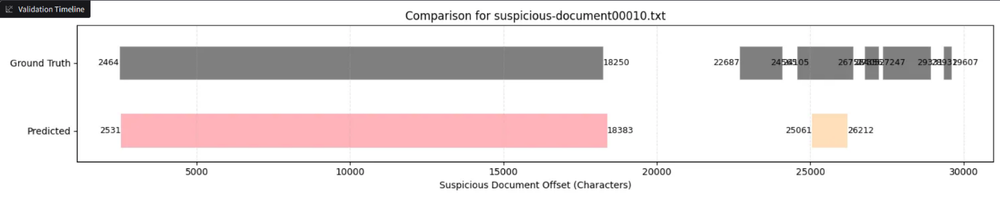 Validation Timeline
Comparison for suspicious-document00010.txt
Ground Truth 2464 18250 22687 27247 29607
Predicted 2531 18383 25061 26212
5000 10000 15000 20000 25000 30000
Suspicious Document Offset (Characters)